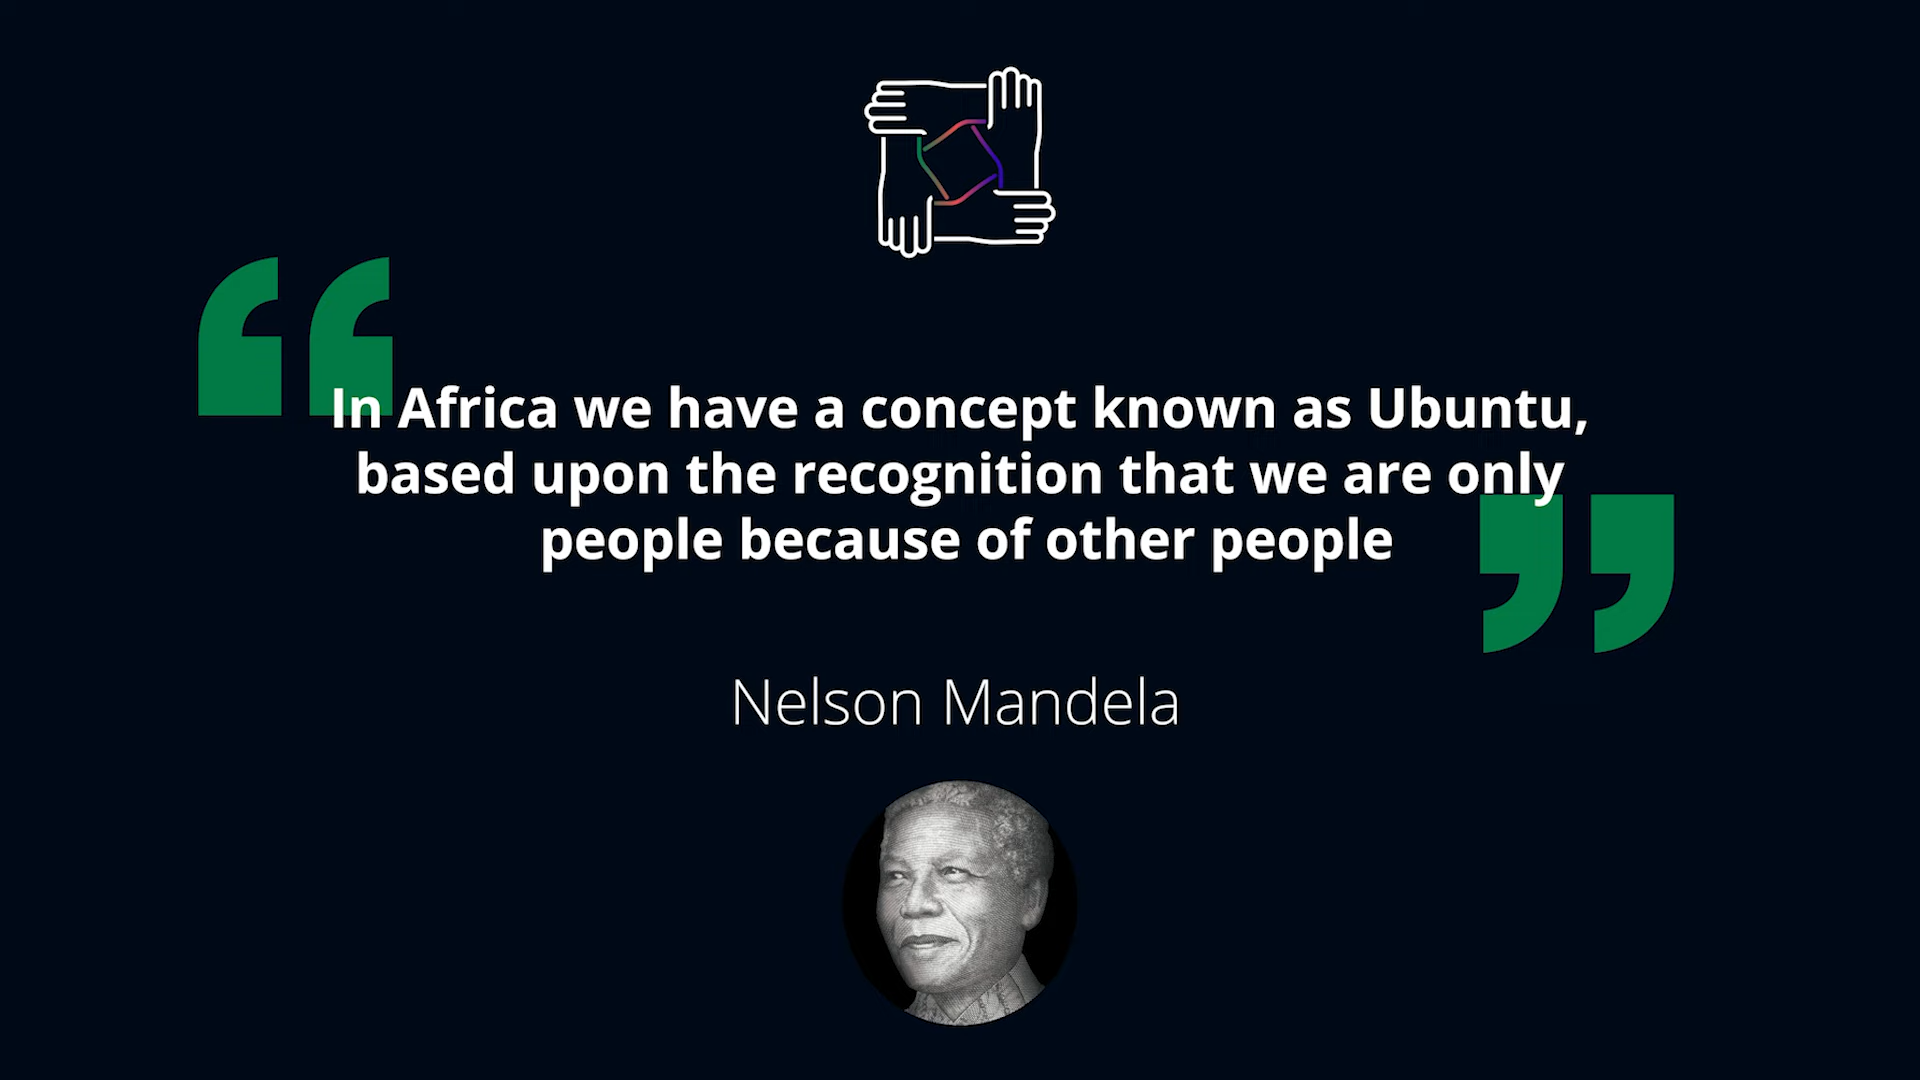 In Africa we have a concept known as Ubuntu,
based upon the recognition that we are only
people because of other people
Nelson Mandela